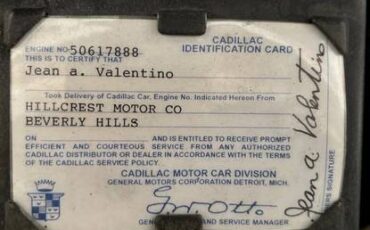 CADILLAC
IDENTIFICATION CARD
ENGINE NO 50617888
THIS IS TO CERTIFY THAT
Jean a. Valentino
Took Delivery of Cadillac Car, Engine No. Indicated Hereon From
HILLCREST MOTOR CO
BEVERLY HILLS
ON AND IS ENTITLED TO RECEIVE PROMPT
EFFICIENT AND COURTEOUS SERVICE FROM ANY AUTHORIZED
CADILLAC DISTRIBUTOR OR DEALER IN ACCORDANCE WITH THE TERMS
OF THE CADILLAC SERVICE POLICY.
CADILLAC MOTOR CAR DIVISION
GENERAL MOTORS CORPORATION DETROIT, MICH.
AND SERVICE MANAGER
Jean a. Valentino
SIGNATURE